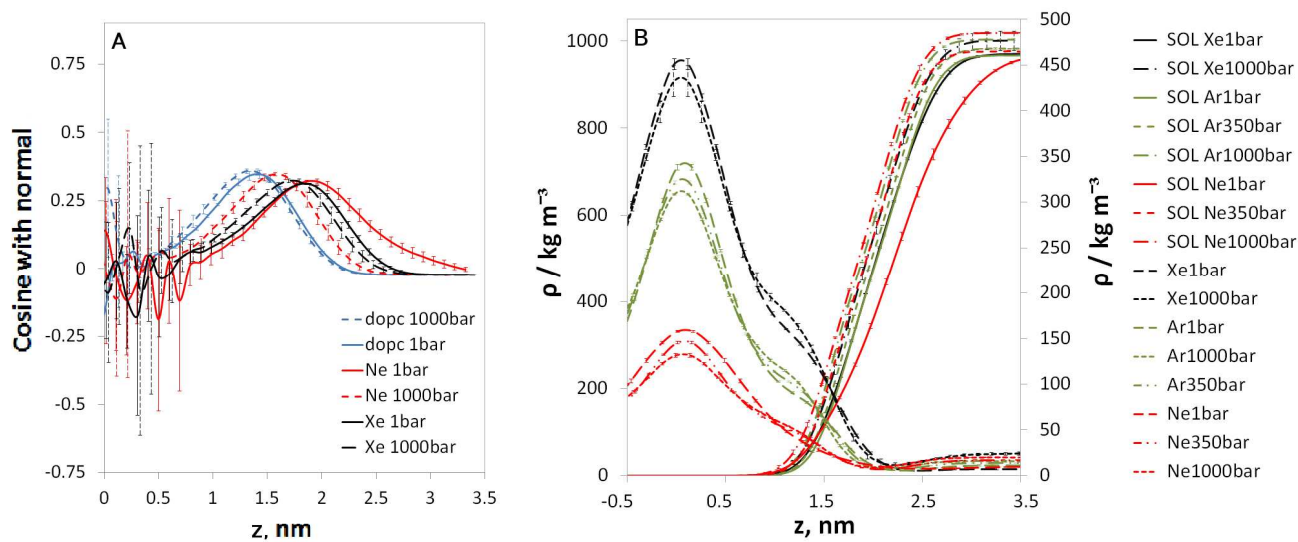 A
0.75
0.5
0.25
0
-0.25
-0.5
-0.75
Cosine with normal
0 0.5 1 1.5 2 2.5 3 3.5
z, nm
dopc 1000bar
dopc 1bar
Ne 1bar
Ne 1000bar
Xe 1bar
Xe 1000bar
B
1000
800
600
400
200
0
ρ / kg m⁻³
-0.5 0.5 1.5 2.5 3.5
z, nm
500
450
400
350
300
250
200
150
100
50
0
ρ / kg m⁻³
SOL Xe1bar
SOL Xe1000bar
SOL Ar1bar
SOL Ar350bar
SOL Ar1000bar
SOL Ne1bar
SOL Ne350bar
SOL Ne1000bar
Xe1bar
Xe1000bar
Ar1bar
Ar1000bar
Ar350bar
Ne1bar
Ne350bar
Ne1000bar